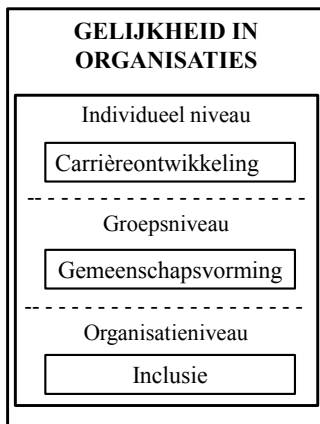 GELIJKHEID IN
ORGANISATIES
Individueel niveau
Carrièreontwikkeling
Groepsniveau
Gemeenschapsvorming
Organisatieniveau
Inclusie